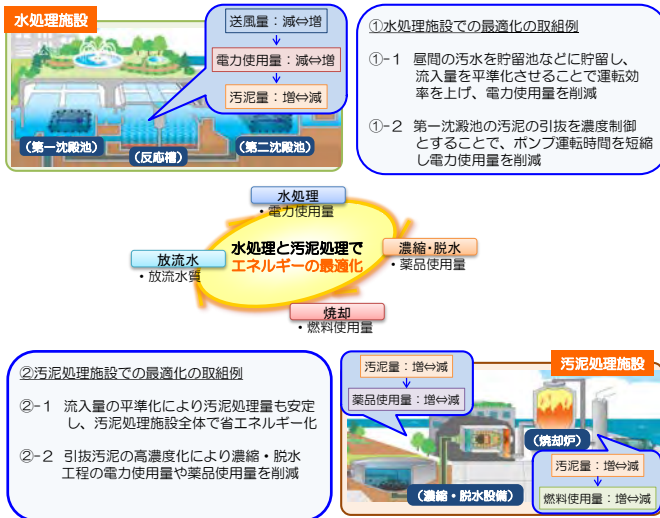 水処理施設
送風量：減⇔増
電力使用量：減⇔増
汚泥量：増⇔減
（第一沈澱池）
（反応槽）
（第二沈澱池）
①水処理施設での最適化の取組例
①-1 昼間の汚水を貯留池などに貯留し、
流入量を平準化させることで運転効
率を上げ、電力使用量を削減
①-2 第一沈澱池の汚泥の引抜を濃度制御
とすることで、ポンプ運転時間を短縮
し電力使用量を削減
水処理
・電力使用量
水処理と汚泥処理で
エネルギーの最適化
放流水
・放流水質
濃縮・脱水
・薬品使用量
焼却
・燃料使用量
②汚泥処理施設での最適化の取組例
②-1 流入量の平準化により汚泥処理量も安定
し、汚泥処理施設全体で省エネルギー化
②-2 引抜汚泥の高濃度化により濃縮・脱水
工程の電力使用量や薬品使用量を削減
汚泥処理施設
汚泥量：増⇔減
薬品使用量：増⇔減
（焼却炉）
（濃縮・脱水設備）
汚泥量：増⇔減
燃料使用量：増⇔減